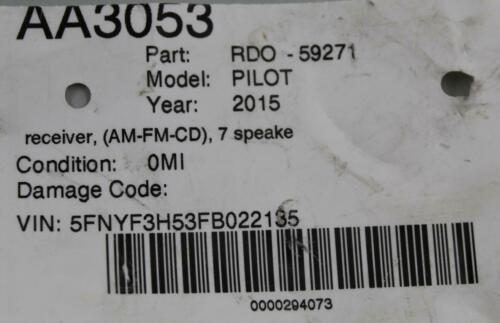 AA3053
Part: RDO - 59271
Model: PILOT
Year: 2015
receiver, (AM-FM-CD), 7 speake
Condition: 0MI
Damage Code:
VIN: 5FNYF3H53FB022135
0000294073